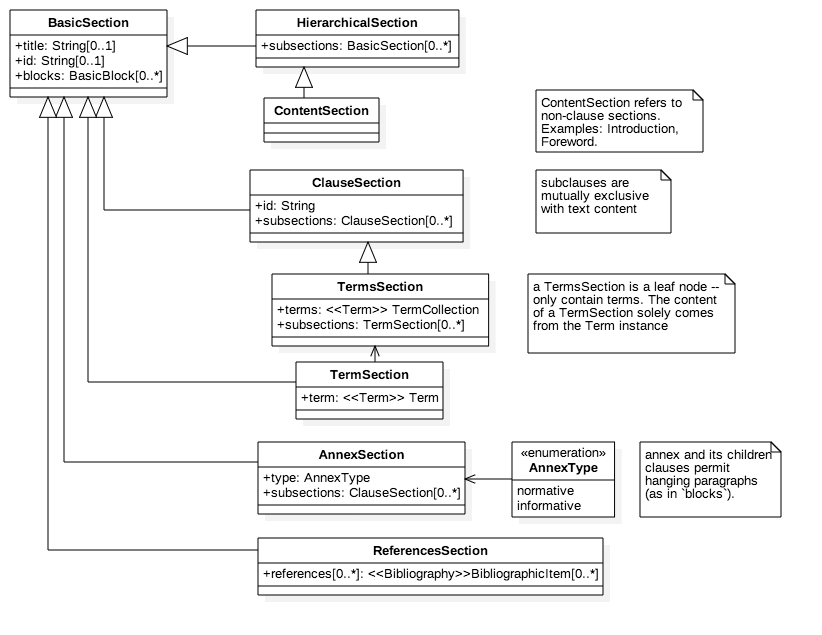 BasicSection
+title: String[0..1]
+id: String[0..1]
+blocks: BasicBlock[0..*]
HierarchicalSection
+subsections: BasicSection[0..*]
ContentSection
ContentSection refers to
non-clause sections.
Examples: Introduction,
Foreword.
ClauseSection
+id: String
+subsections: ClauseSection[0..*]
subclauses are
mutually exclusive
with text content
TermsSection
+terms: <<Term>> TermCollection
+subsections: TermSection[0..*]
a TermsSection is a leaf node --
only contain terms. The content
of a TermSection solely comes
from the Term instance
TermSection
+term: <<Term>> Term
AnnexSection
+type: AnnexType
+subsections: ClauseSection[0..*]
«enumeration»
AnnexType
normative
informative
annex and its children
clauses permit
hanging paragraphs
(as in `blocks`).
ReferencesSection
+references[0..*]: <<Bibliography>>BibliographicItem[0..*]